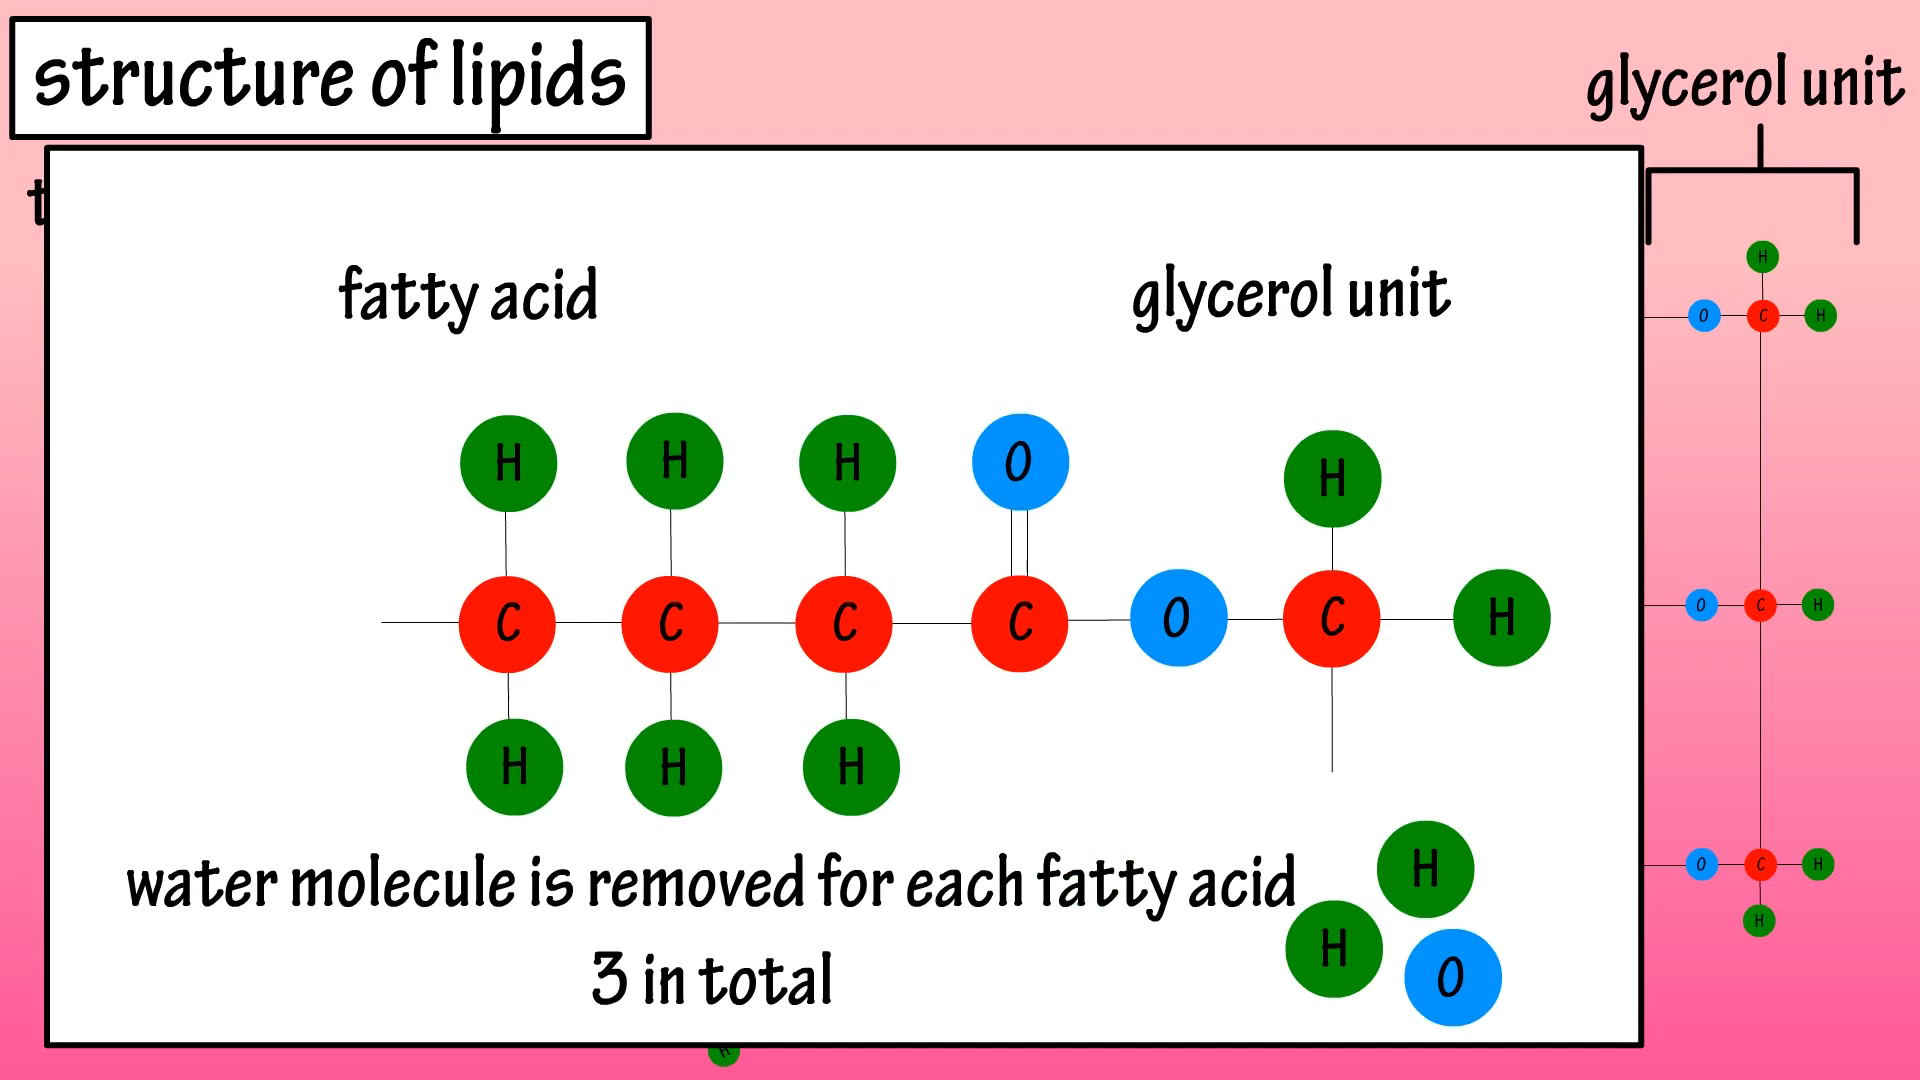 structure of lipids
glycerol unit
t
fatty acid
glycerol unit
H H H O H
C C C C O C H
H H H
water molecule is removed for each fatty acid
3 in total
H
H
O
H
O C H
O C H
O C H
H
H